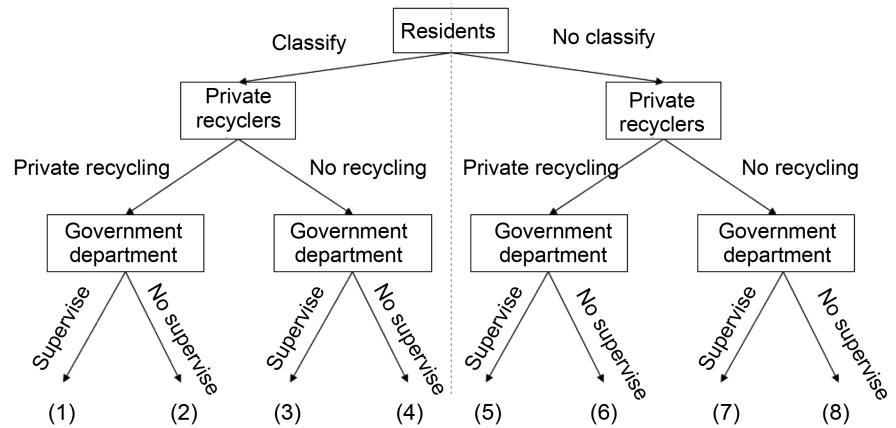 Residents
Classify
No classify
Private
recyclers
Private
recyclers
Private recycling
No recycling
Private recycling
No recycling
Government
department
Government
department
Government
department
Government
department
Supervise
No supervise
Supervise
No supervise
Supervise
No supervise
Supervise
No supervise
(1)
(2)
(3)
(4)
(5)
(6)
(7)
(8)